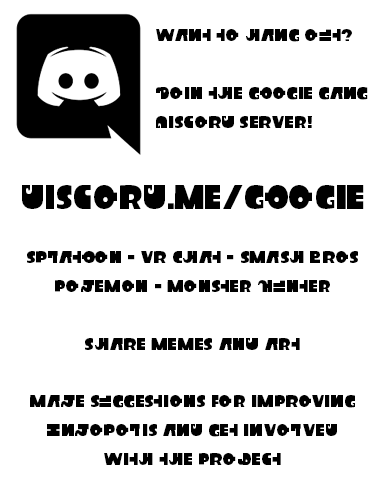 WANT TO HANG OUT?
JOIN THE GOOGIE GANG
DISCORD SERVER!
DISCORD.ME/GOOGIE
SPLATOON - VR CHAT - SMASH BROS
POKEMON - MONSTER HUNTER
SHARE MEMES AND ART
MAKE SUGGESTIONS FOR IMPROVING
INKOPOLIS AND GET INVOLVED
WITH THE PROJECT